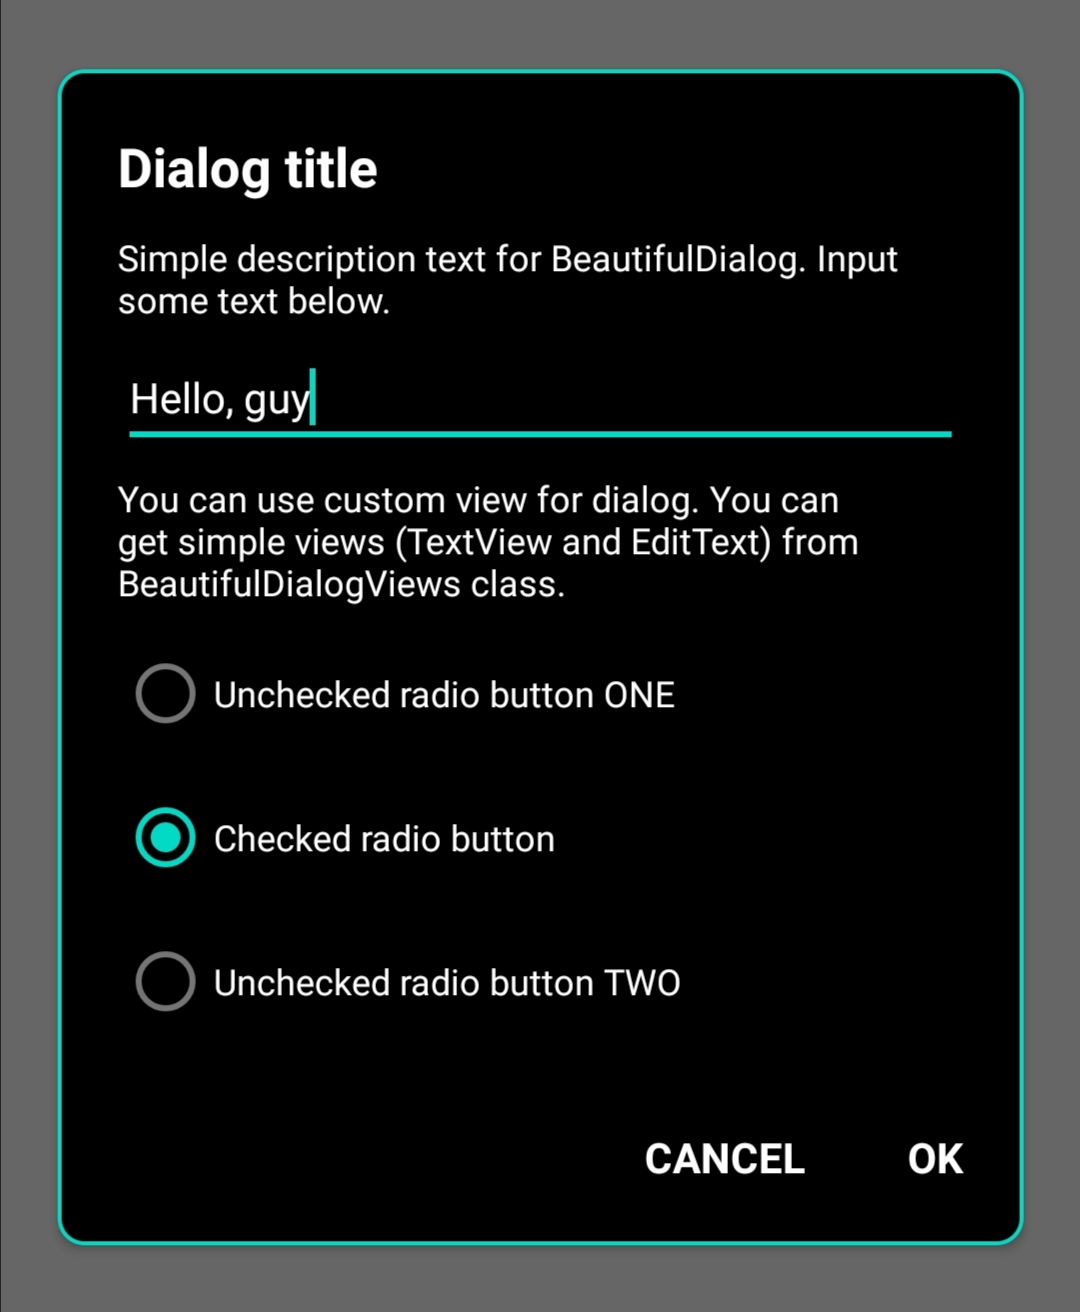 Dialog title
Simple description text for BeautifulDialog. Input
some text below.
Hello, guy
You can use custom view for dialog. You can
get simple views (TextView and EditText) from
BeautifulDialogViews class.
Unchecked radio button ONE
Checked radio button
Unchecked radio button TWO
CANCEL OK